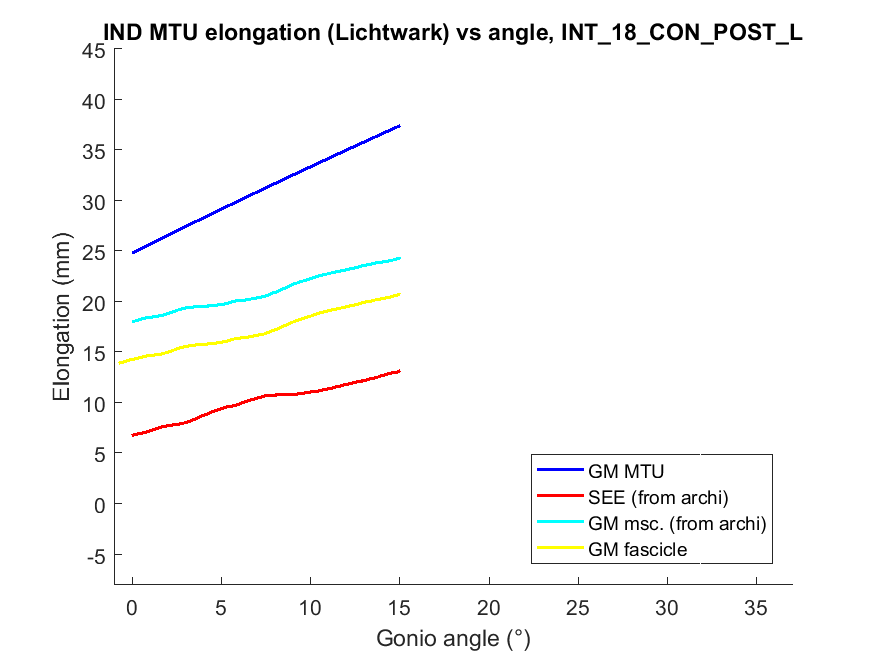 IND MTU elongation (Lichtwark) vs angle, INT_18_CON_POST_L
45
40
35
30
25
20
15
10
5
0
-5
Elongation (mm)
0 5 10 15 20 25 30 35
Gonio angle (°)
GM MTU
SEE (from archi)
GM msc. (from archi)
GM fascicle